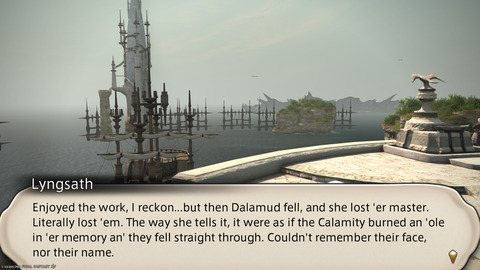 Lyngsath
Enjoyed the work, I reckon...but then Dalamud fell, and she lost 'er master.
Literally lost 'em. The way she tells it, it were as if the Calamity burned an 'ole
in 'er memory an' they fell straight through. Couldn't remember their face,
nor their name.